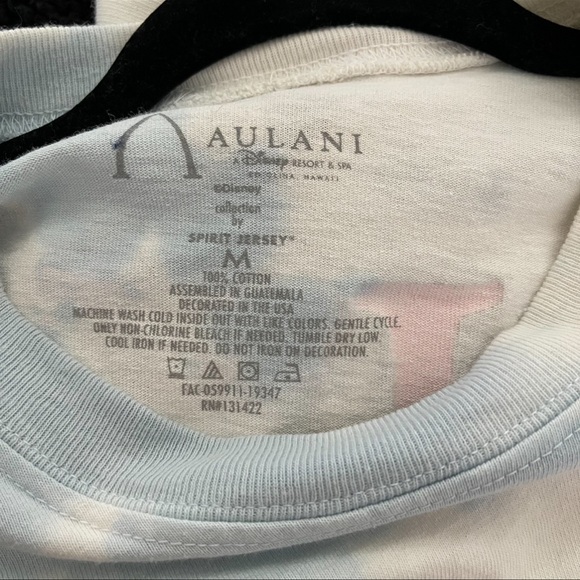 AULANI
A Disney RESORT & SPA
KO OLINA, HAWAI'I
©Disney
collection
by
SPIRIT JERSEY®
M
100% COTTON
ASSEMBLED IN GUATEMALA
DECORATED IN THE USA
MACHINE WASH COLD INSIDE OUT WITH LIKE COLORS. GENTLE CYCLE.
ONLY NON-CHLORINE BLEACH IF NEEDED. TUMBLE DRY LOW.
COOL IRON IF NEEDED. DO NOT IRON ON DECORATION.
FAC-059911-19347
RN#131422